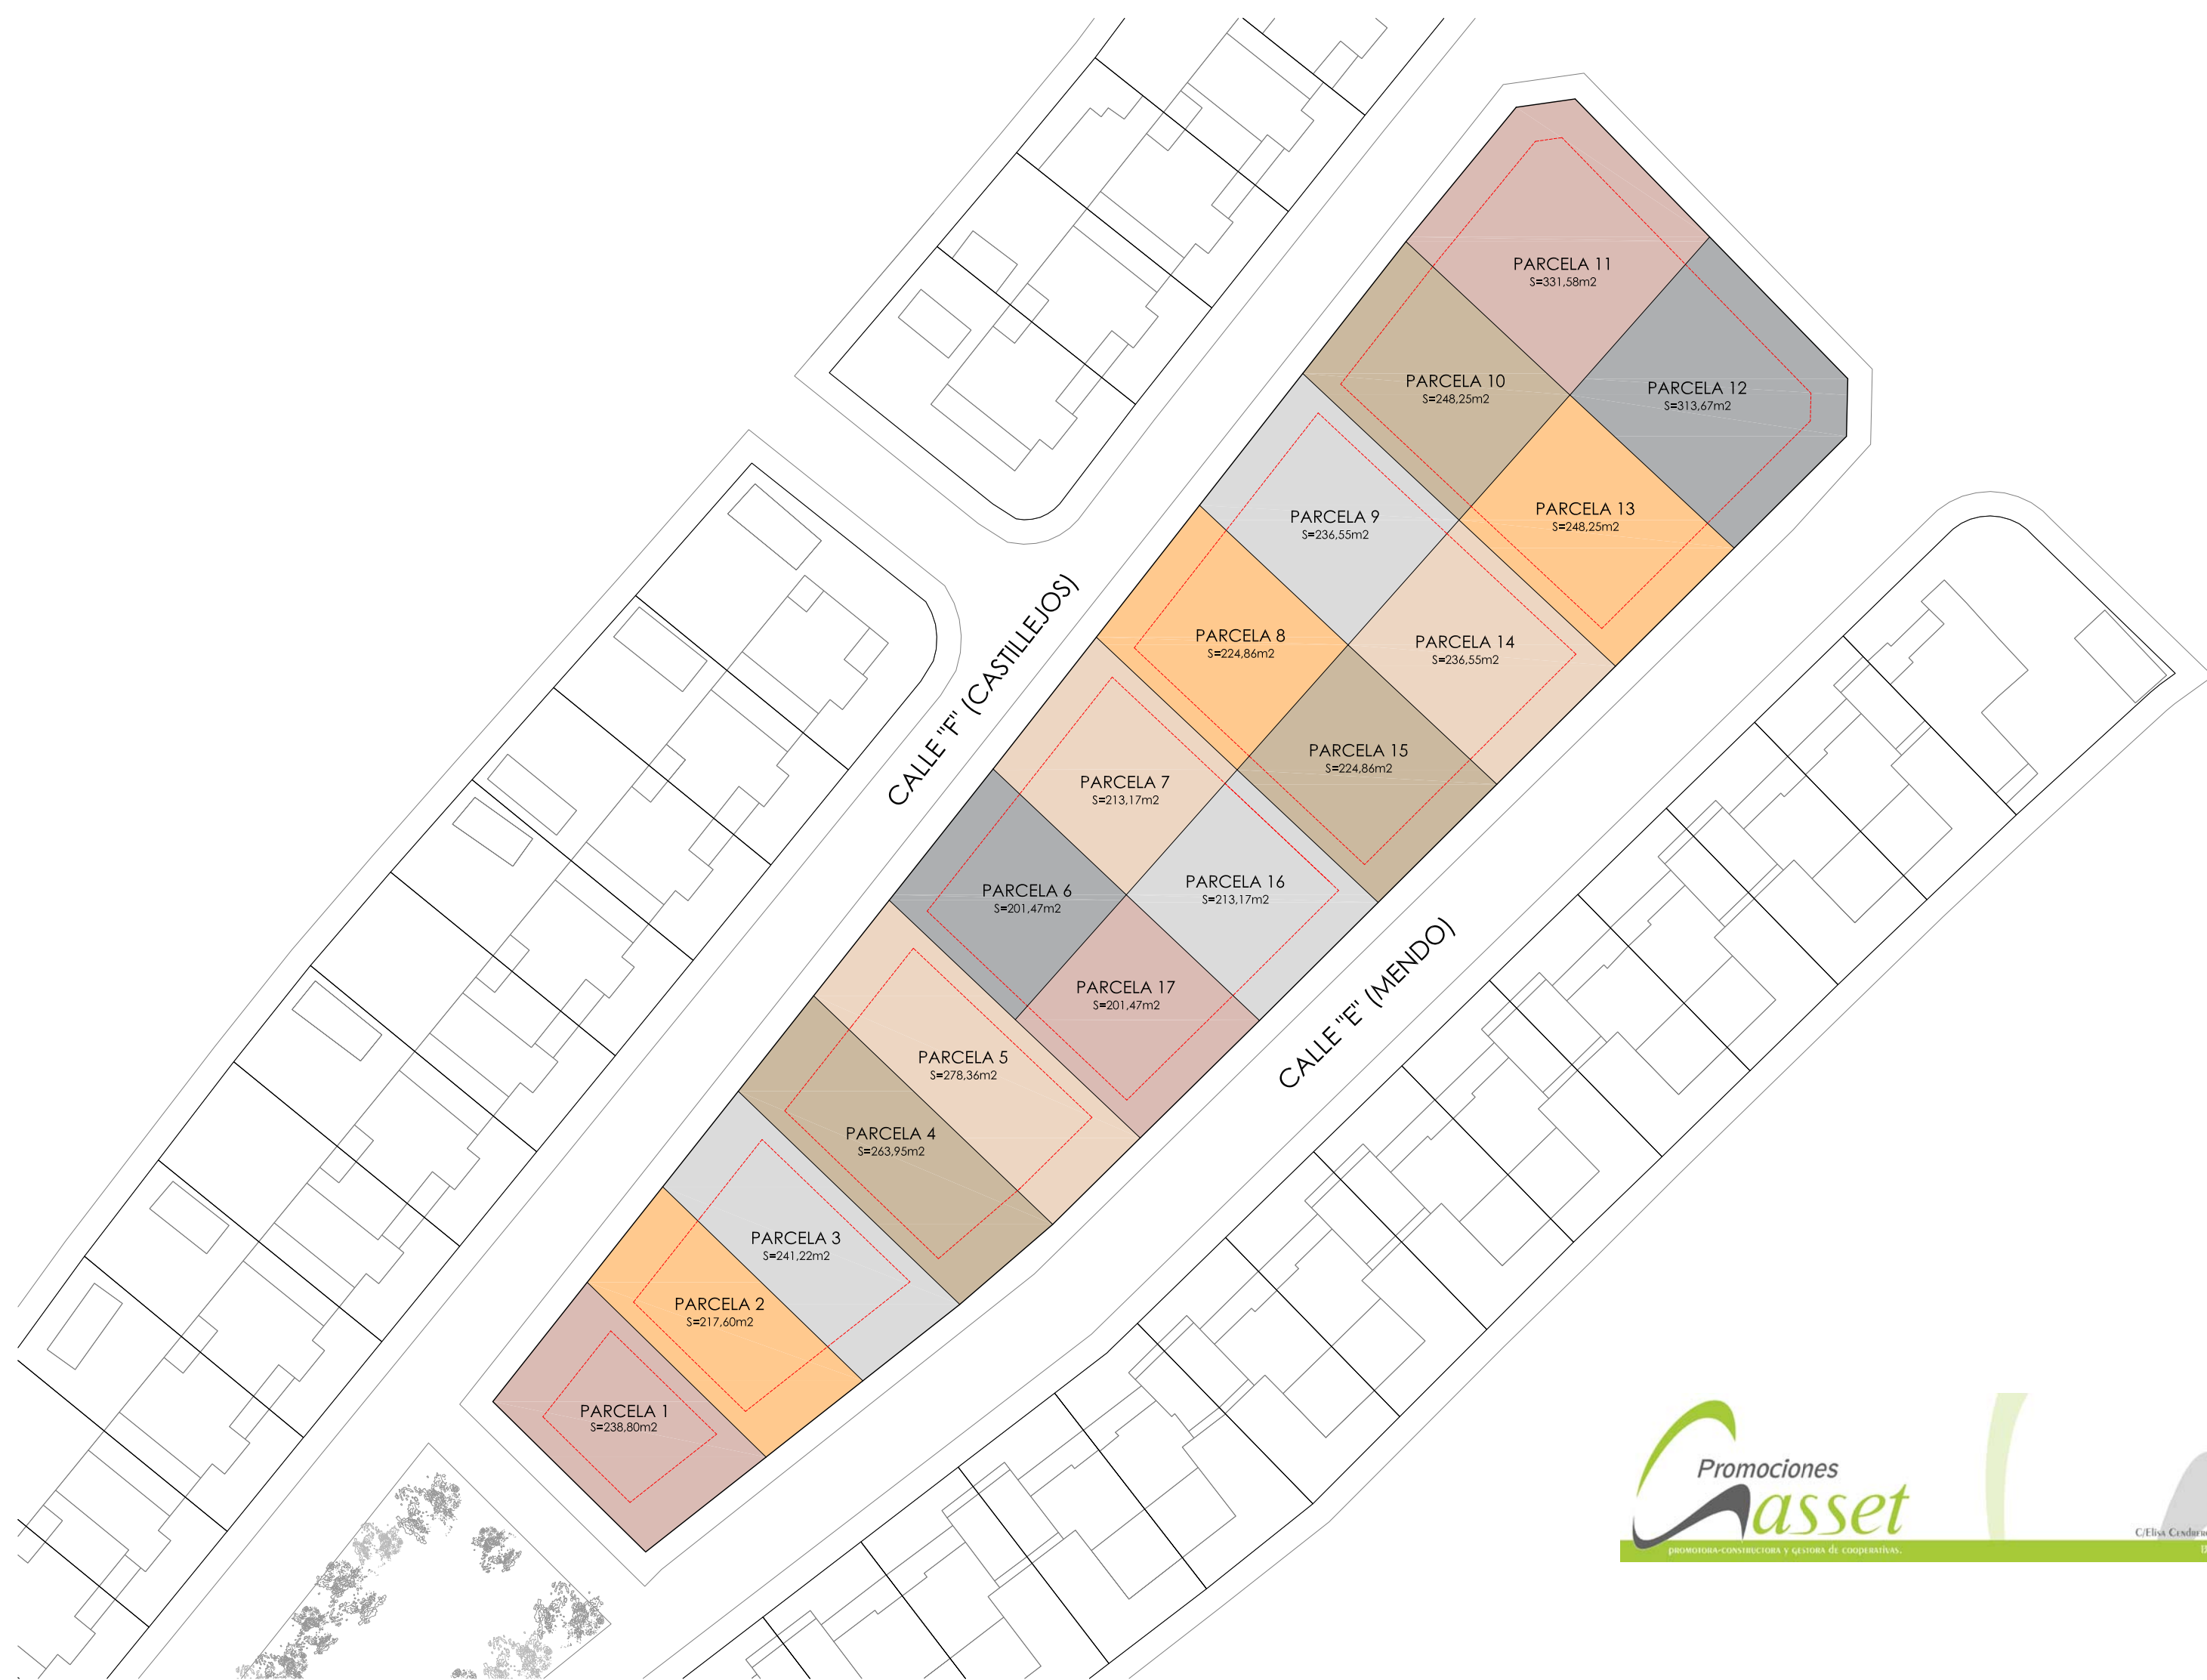 PARCELA 11
S=331,58m2
PARCELA 10
S=248,25m2
PARCELA 12
S=313,67m2
PARCELA 9
S=236,55m2
PARCELA 13
S=248,25m2
PARCELA 8
S=224,86m2
PARCELA 14
S=236,55m2
CALLE "F" (CASTILLEJOS)
PARCELA 7
S=213,17m2
PARCELA 15
S=224,86m2
PARCELA 6
S=201,47m2
PARCELA 16
S=213,17m2
PARCELA 17
S=201,47m2
CALLE "E" (MENDO)
PARCELA 5
S=278,36m2
PARCELA 4
S=263,95m2
PARCELA 3
S=241,22m2
PARCELA 2
S=217,60m2
PARCELA 1
S=238,80m2
Promociones
asset
PROMOTORA-CONSTRUCTORA Y GESTORA DE COOPERATIVAS.
C/Elisa